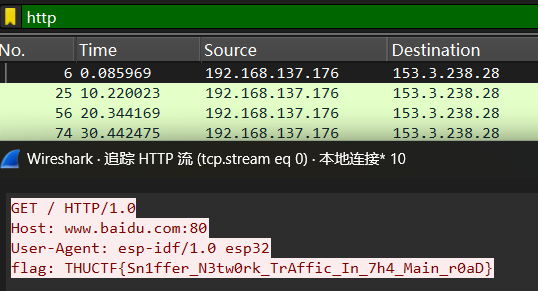 http
No. Time Source Destination
6 0.085969 192.168.137.176 153.3.238.28
25 10.220023 192.168.137.176 153.3.238.28
56 20.344169 192.168.137.176 153.3.238.28
74 30.442475 192.168.137.176 153.3.238.28
Wireshark · 追踪 HTTP 流 (tcp.stream eq 0) · 本地连接* 10
GET / HTTP/1.0
Host: www.baidu.com:80
User-Agent: esp-idf/1.0 esp32
flag: THUCTF{Sn1ffer_N3tw0rk_TrAffic_In_7h4_Main_r0aD}